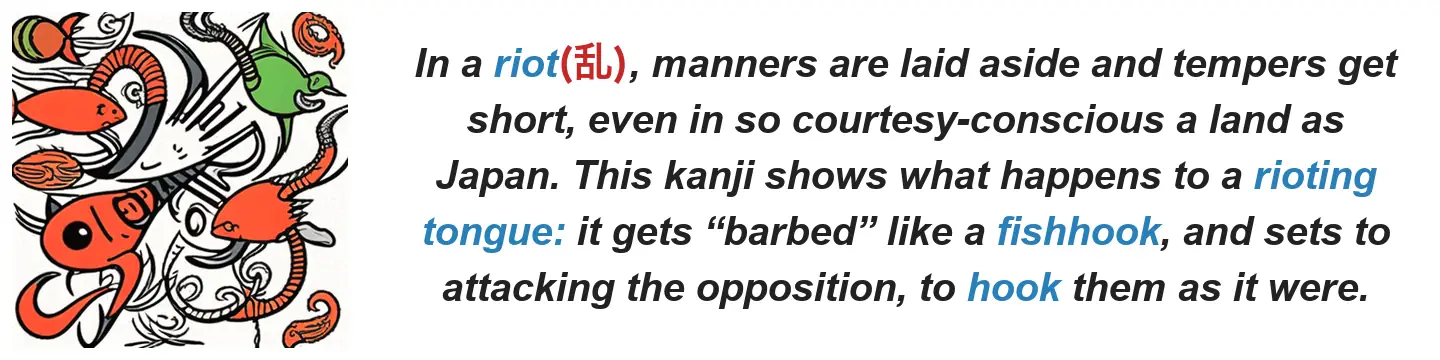 In a riot(乱), manners are laid aside and tempers get
short, even in so courtesy-conscious a land as
Japan. This kanji shows what happens to a rioting
tongue: it gets “barbed” like a fishhook, and sets to
attacking the opposition, to hook them as it were.